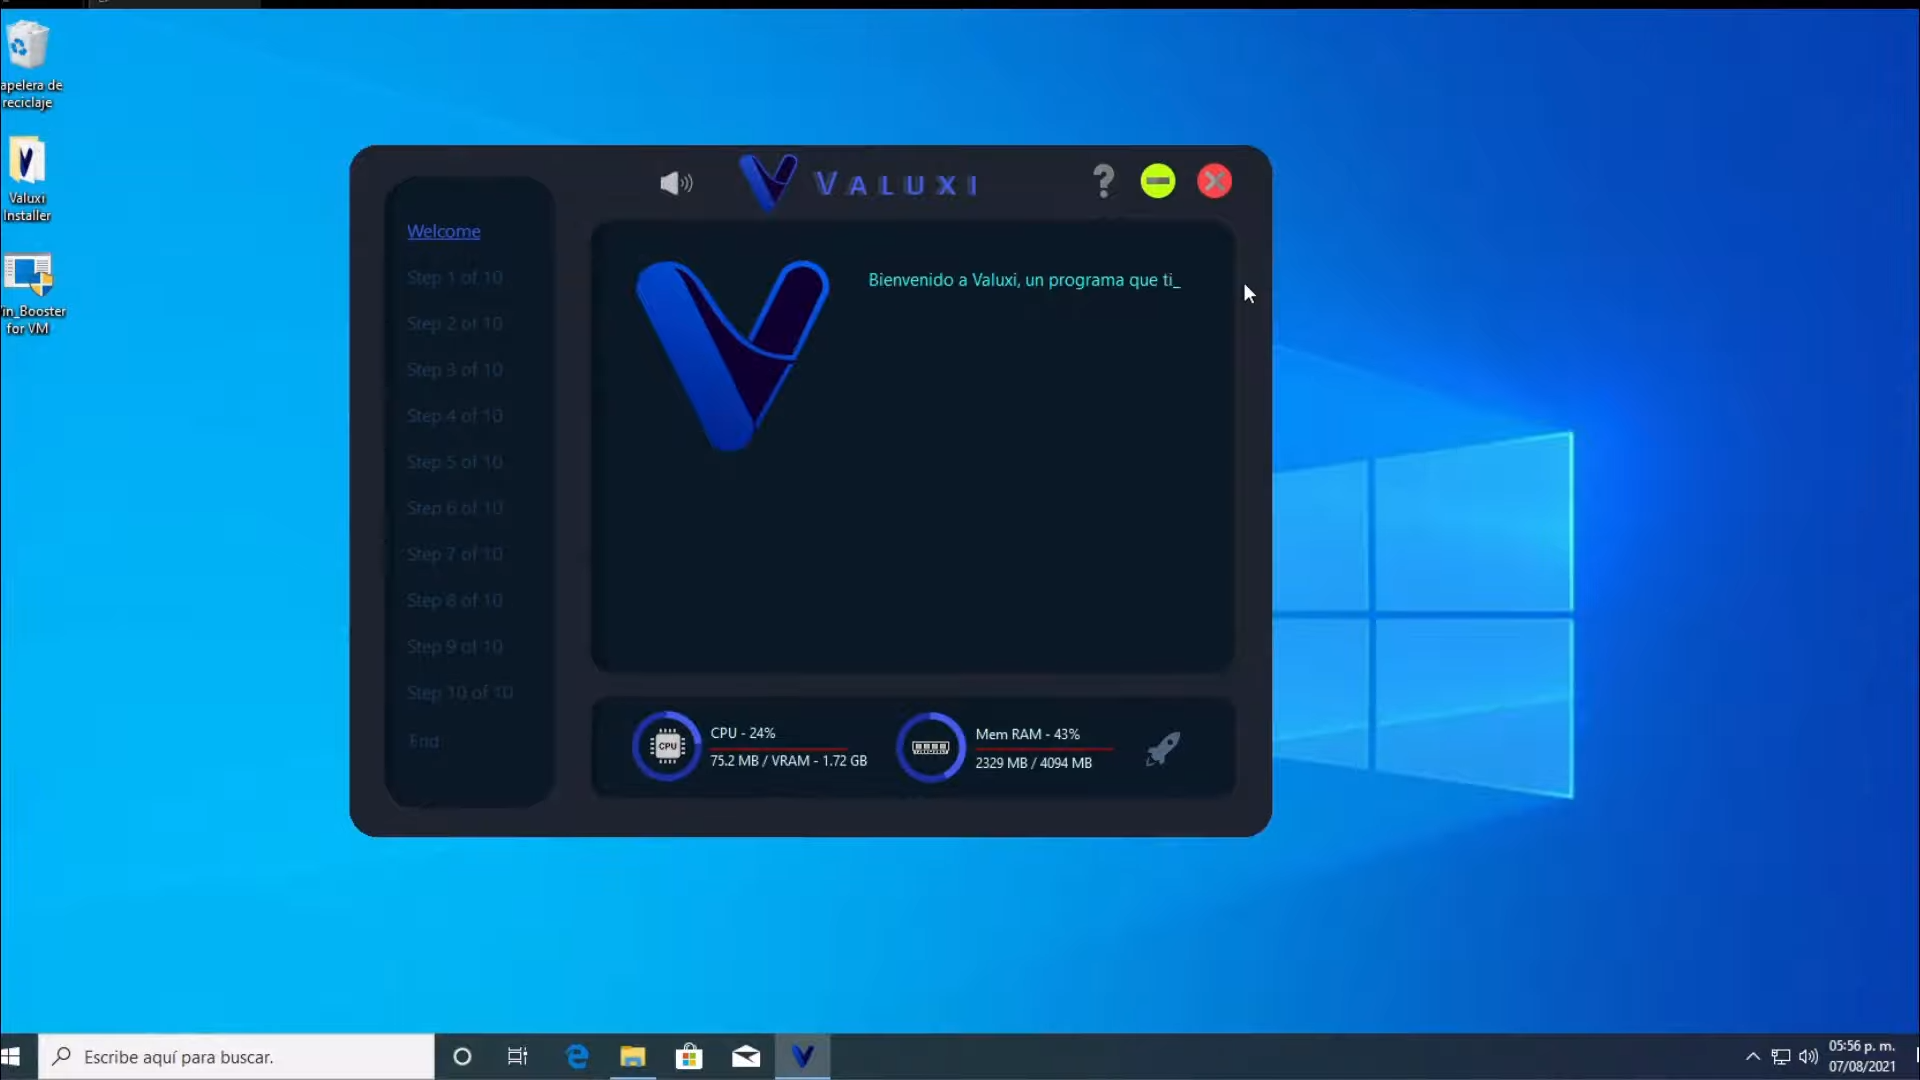 apelera de
reciclaje
Valuxi
Installer
in_Booster
for VM
VALUXI
?
Welcome
Step 1 of 10
Step 2 of 10
Step 3 of 10
Step 4 of 10
Step 5 of 10
Step 6 of 10
Step 7 of 10
Step 8 of 10
Step 9 of 10
Step 10 of 10
End
Bienvenido a Valuxi, un programa que ti_
CPU
CPU - 24%
75.2 MB / VRAM - 1.72 GB
Mem RAM - 43%
2329 MB / 4094 MB
Escribe aquí para buscar.
05:56 p. m.
07/08/2021